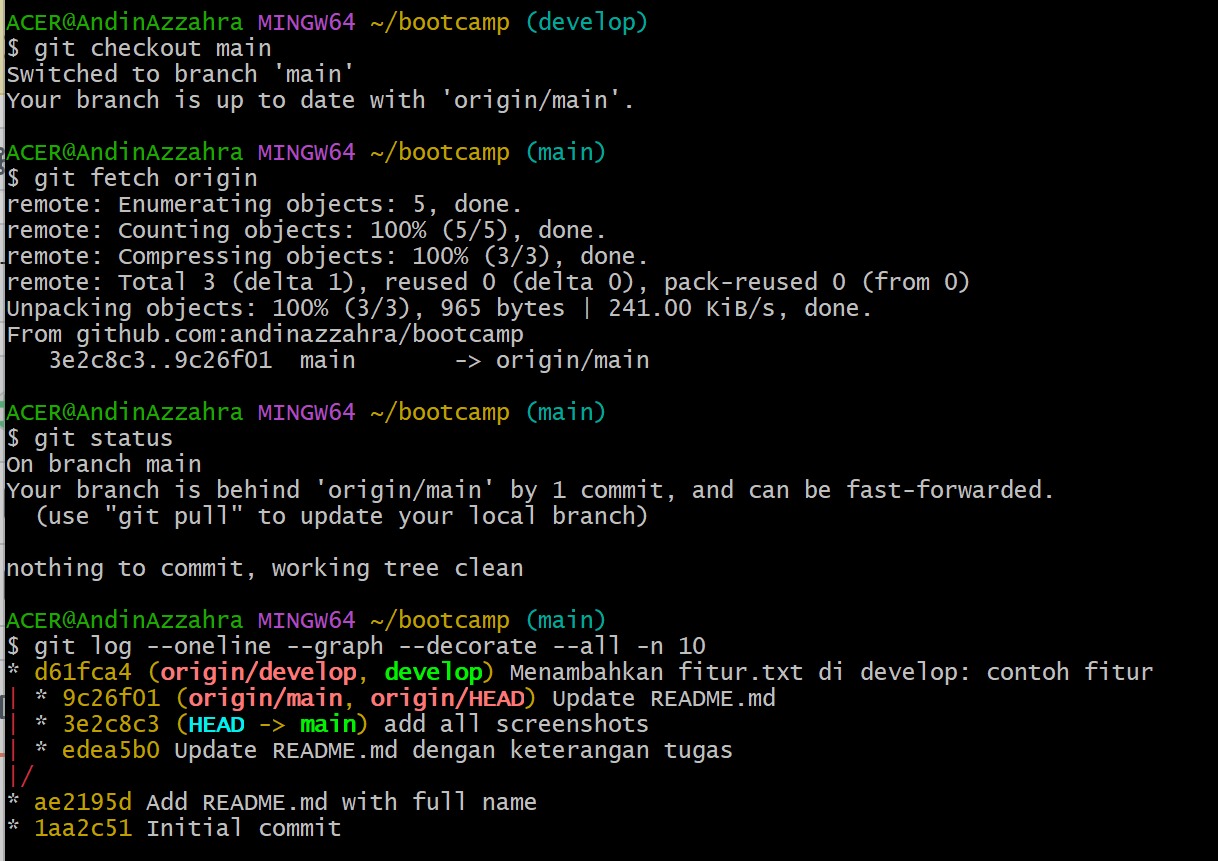 ACER@AndinAzzahra MINGW64 ~/bootcamp (develop)
$ git checkout main
Switched to branch 'main'
Your branch is up to date with 'origin/main'.

ACER@AndinAzzahra MINGW64 ~/bootcamp (main)
$ git fetch origin
remote: Enumerating objects: 5, done.
remote: Counting objects: 100% (5/5), done.
remote: Compressing objects: 100% (3/3), done.
remote: Total 3 (delta 1), reused 0 (delta 0), pack-reused 0 (from 0)
Unpacking objects: 100% (3/3), 965 bytes | 241.00 KiB/s, done.
From github.com:andinazzahra/bootcamp
   3e2c8c3..9c26f01  main       -> origin/main

ACER@AndinAzzahra MINGW64 ~/bootcamp (main)
$ git status
On branch main
Your branch is behind 'origin/main' by 1 commit, and can be fast-forwarded.
  (use "git pull" to update your local branch)

nothing to commit, working tree clean

ACER@AndinAzzahra MINGW64 ~/bootcamp (main)
$ git log --oneline --graph --decorate --all -n 10
* d61fca4 (origin/develop, develop) Menambahkan fitur.txt di develop: contoh fitur
| * 9c26f01 (origin/main, origin/HEAD) Update README.md
| * 3e2c8c3 (HEAD -> main) add all screenshots
| * edea5b0 Update README.md dengan keterangan tugas
|/
* ae2195d Add README.md with full name
* 1aa2c51 Initial commit